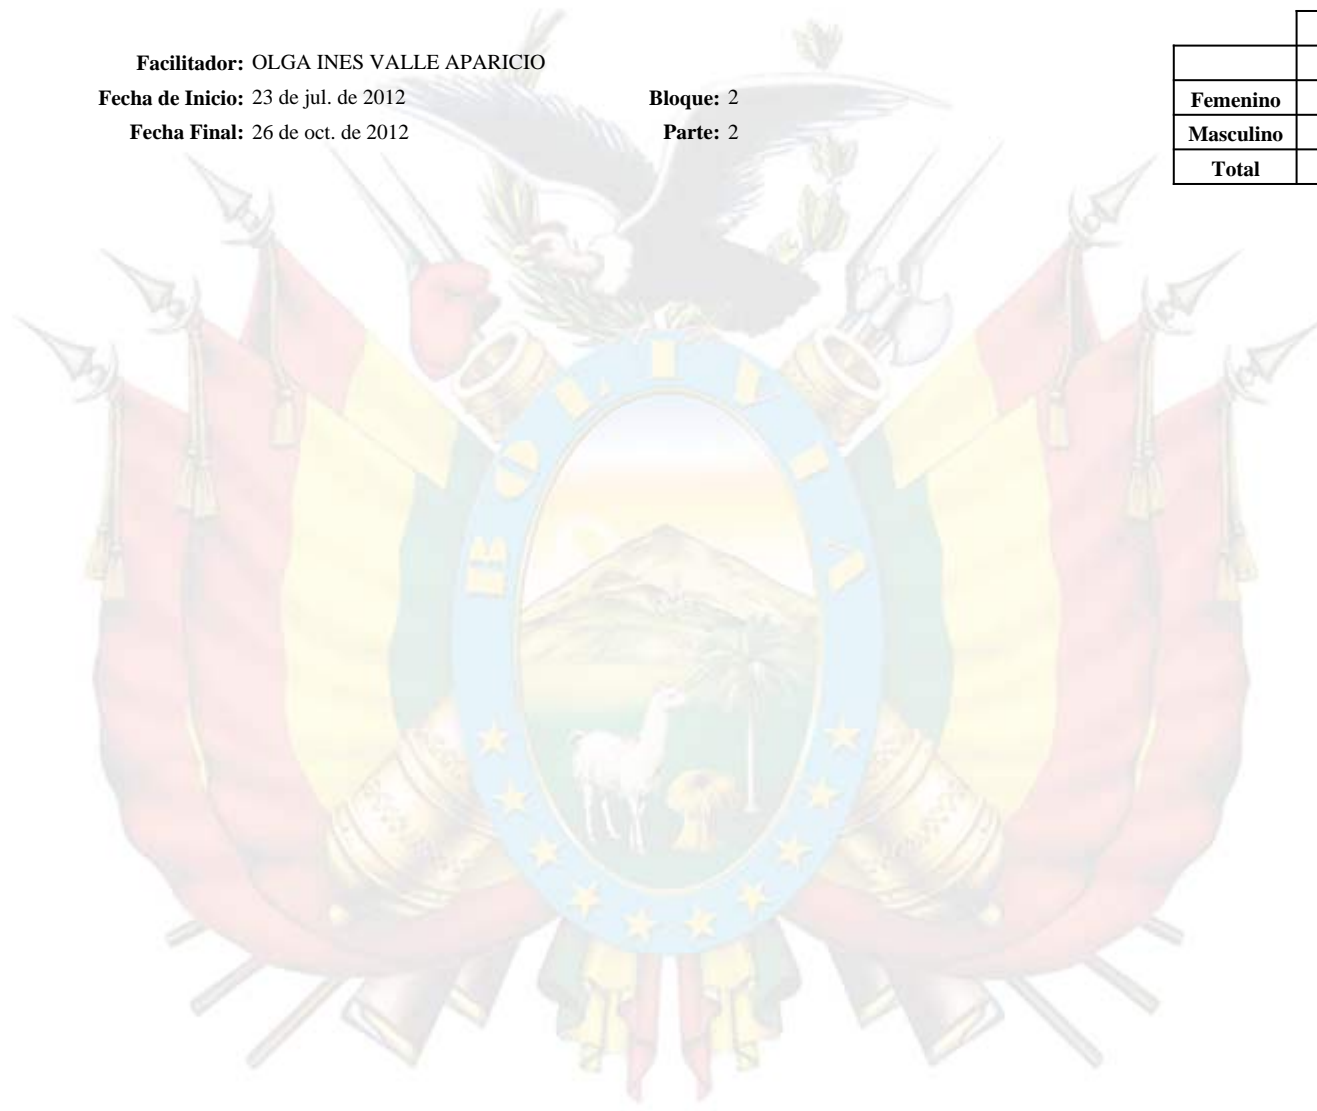 Facilitador: OLGA INES VALLE APARICIO
Fecha de Inicio: 23 de jul. de 2012 Bloque: 2
Fecha Final: 26 de oct. de 2012 Parte: 2
Femenino
Masculino
Total
BOLIVIA